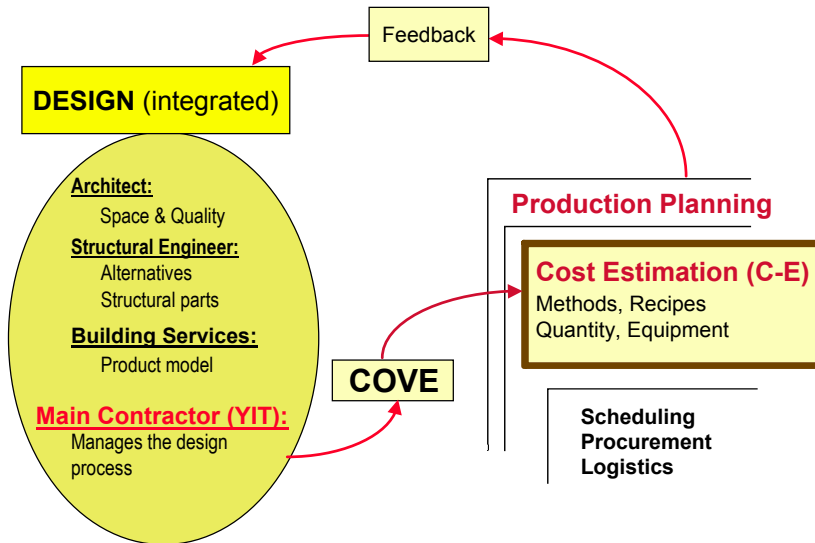 Feedback
DESIGN (integrated)
Architect:
Space & Quality
Structural Engineer:
Alternatives
Structural parts
Building Services:
Product model
Main Contractor (YIT):
Manages the design
process
COVE
Production Planning
Cost Estimation (C-E)
Methods, Recipes
Quantity, Equipment
Scheduling
Procurement
Logistics